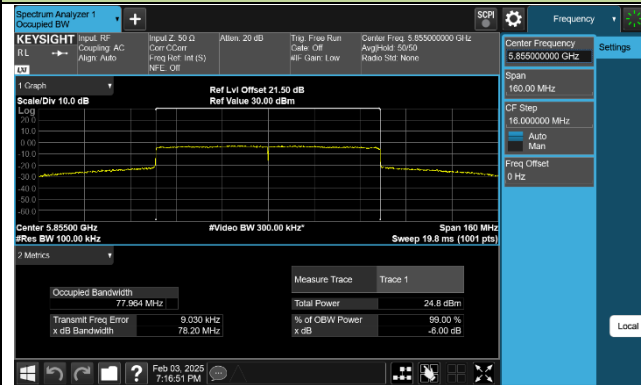 Spectrum Analyzer 1
Occupied BW
SCPI
Frequency
KEYSIGHT
RL
LXI
Input: RF
Coupling: AC
Align: Auto
Input Z: 50 Ω
Corr CCorr
Freq Ref: Int (S)
NFE: Off
Atten: 20 dB
Trig: Free Run
Gate: Off
#IF Gain: Low
Center Freq: 5.855000000 GHz
Avg|Hold: 50/50
Radio Std: None
Center Frequency
5.855000000 GHz
Settings
Span
160.00 MHz
CF Step
16.000000 MHz
Auto
Man
Freq Offset
0 Hz
Local
1 Graph
Scale/Div 10.0 dB
Ref Lvl Offset 21.50 dB
Ref Value 30.00 dBm
Log
20.0
10.0
0.00
-10.0
-20.0
-30.0
-40.0
-50.0
-60.0
Center 5.85500 GHz
#Video BW 300.00 kHz*
Span 160 MHz
#Res BW 100.00 kHz
Sweep 19.8 ms (1001 pts)
2 Metrics
Measure Trace
Trace 1
Occupied Bandwidth
77.964 MHz
Total Power
24.8 dBm
Transmit Freq Error
9.030 kHz
% of OBW Power
99.00 %
x dB Bandwidth
78.20 MHz
x dB
-6.00 dB
?
Feb 03, 2025
7:16:51 PM